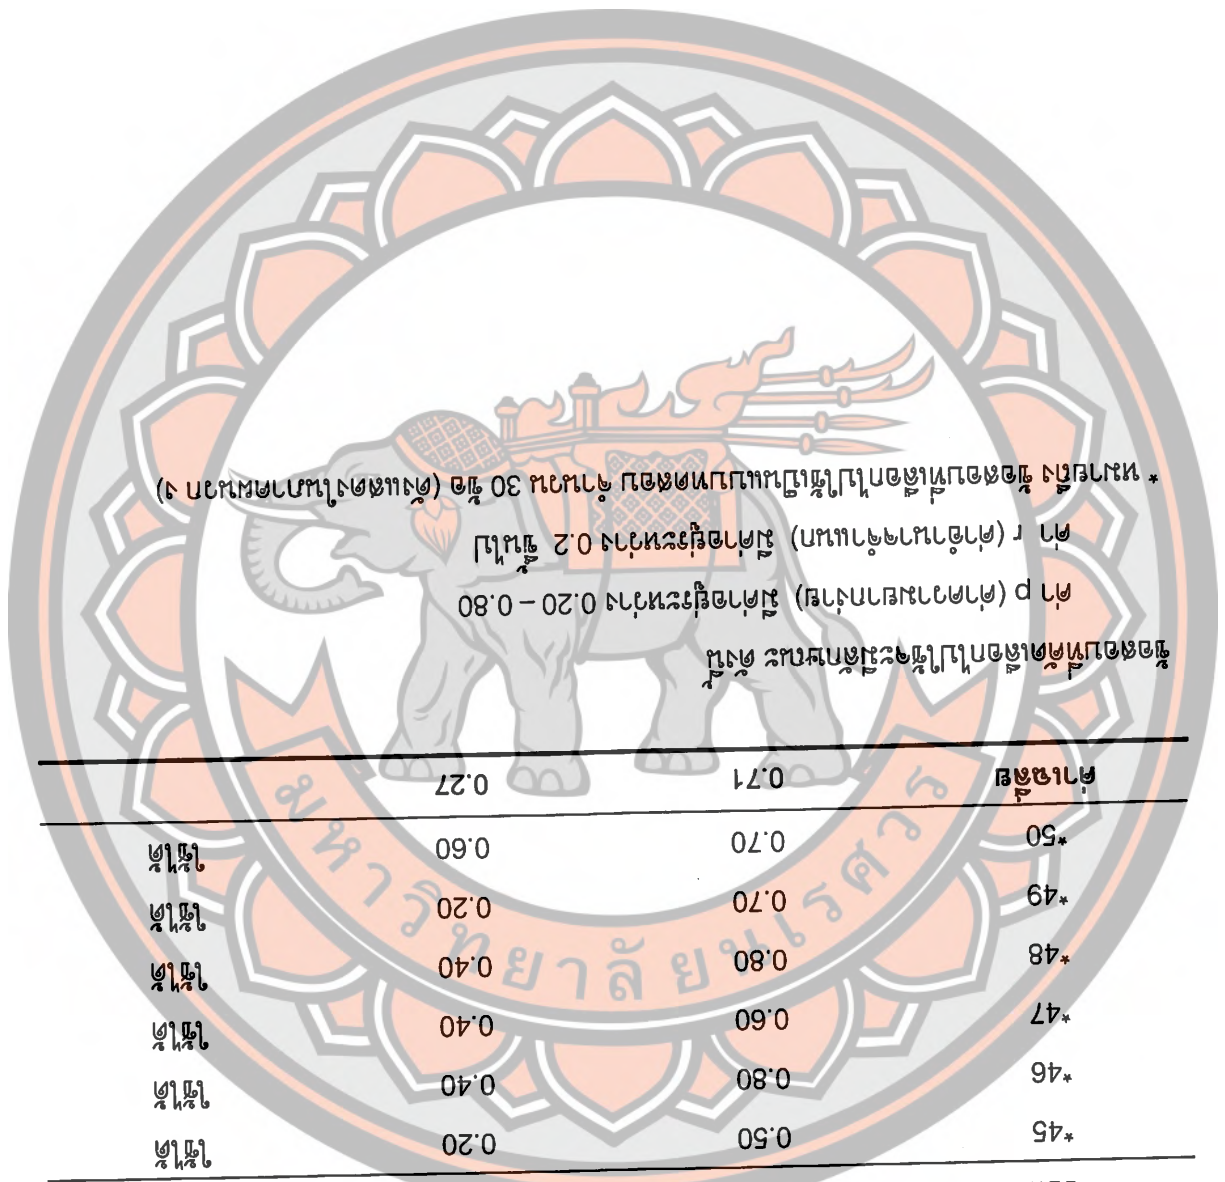 *45 0.50 0.20 ใช้ได้
*46 0.80 0.40 ใช้ได้
*47 0.60 0.40 ใช้ได้
*48 0.80 0.40 ใช้ได้
*49 0.70 0.20 ใช้ได้
*50 0.70 0.60 ใช้ได้
ค่าเฉลี่ย 0.71 0.27
ข้อสอบที่คัดเลือกไปใช้จะมีลักษณะ ดังนี้
ค่า p (ค่าความยากง่าย) มีค่าอยู่ระหว่าง 0.20 – 0.80
ค่า r (ค่าอำนาจจำแนก) มีค่าอยู่ระหว่าง 0.2 ขึ้นไป
* หมายถึง ข้อสอบที่เลือกไปใช้เป็นแบบทดสอบ จำนวน 30 ข้อ (ดังแสดงในภาคผนวก ง)
มหาวิทยาลัยนเรศวร